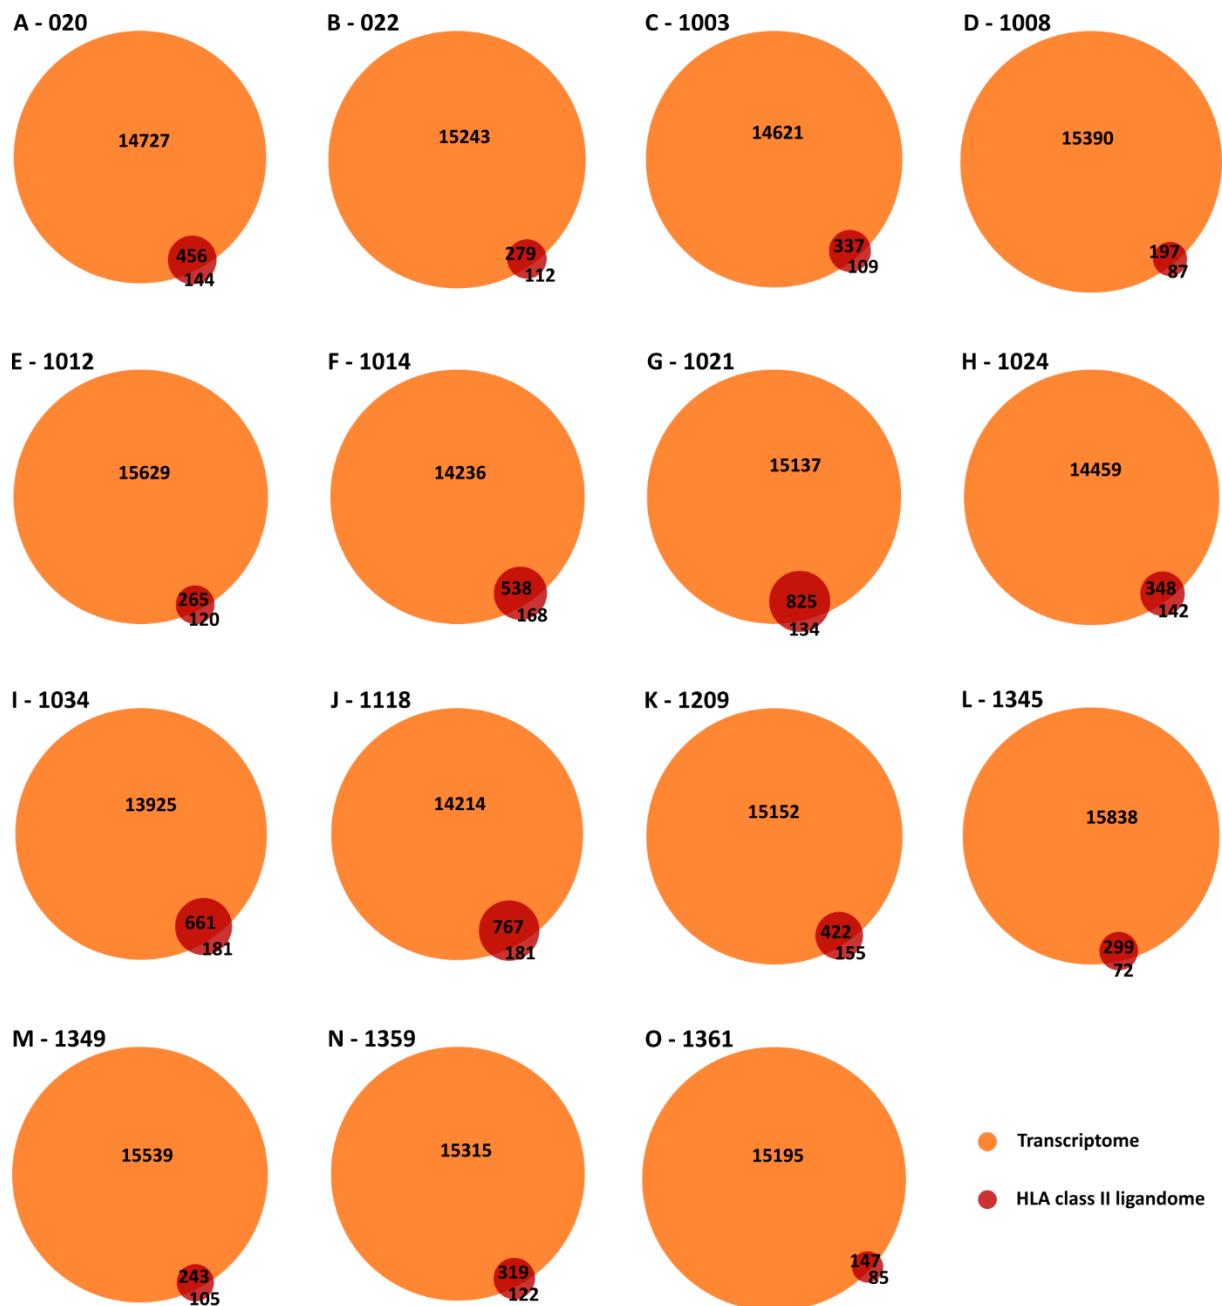 A - 020
B - 022
C - 1003
D - 1008
14727
15243
14621
15390
456
144
279
112
337
109
197
87
E - 1012
F - 1014
G - 1021
H - 1024
15629
14236
15137
14459
265
120
538
168
825
134
348
142
I - 1034
J - 1118
K - 1209
L - 1345
13925
14214
15152
15838
661
181
767
181
422
155
299
72
M - 1349
N - 1359
O - 1361
15539
15315
15195
Transcriptome
HLA class II ligandome
243
105
319
122
147
85